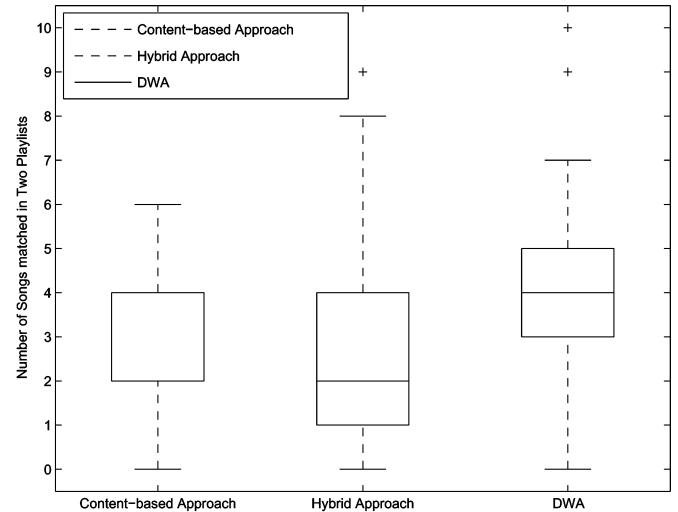 Content-based Approach
Hybrid Approach
DWA
Number of Songs matched in Two Playlists
10
9
8
7
6
5
4
3
2
1
0
Content-based Approach Hybrid Approach DWA